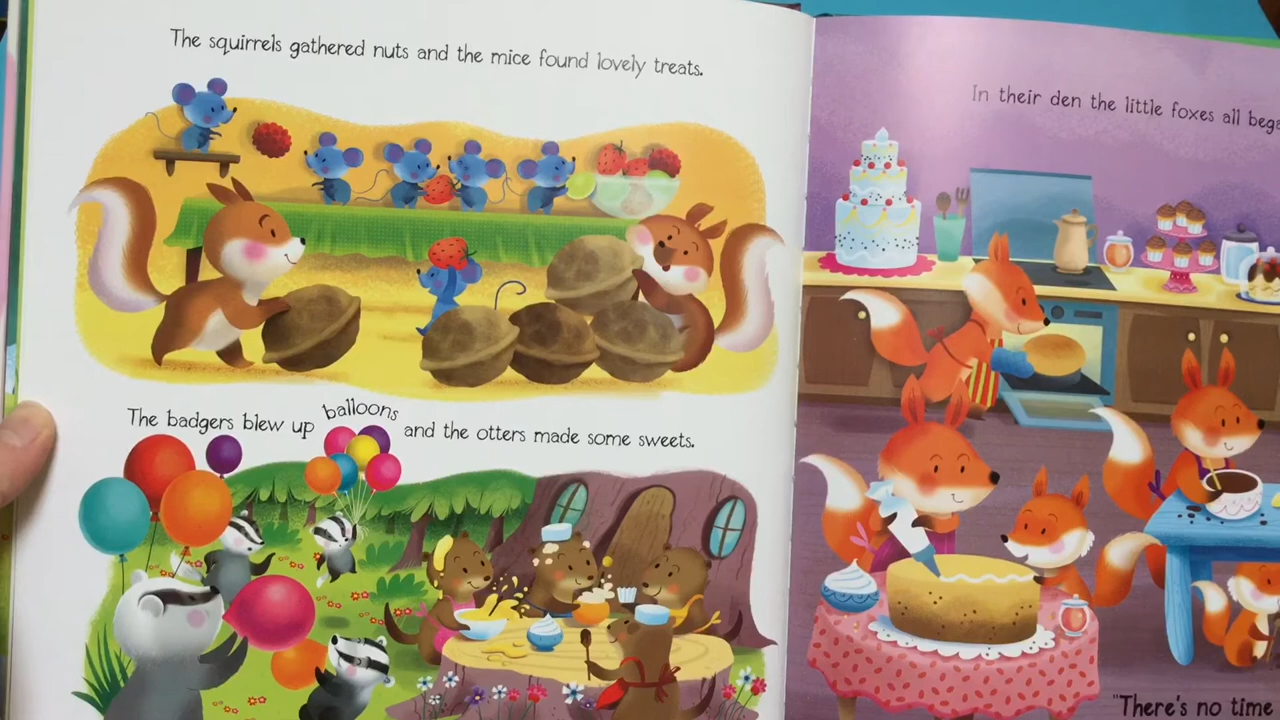 The squirrels gathered nuts and the mice found lovely treats.
The badgers blew up balloons and the otters made some sweets.
In their den the little foxes all
"There's no time